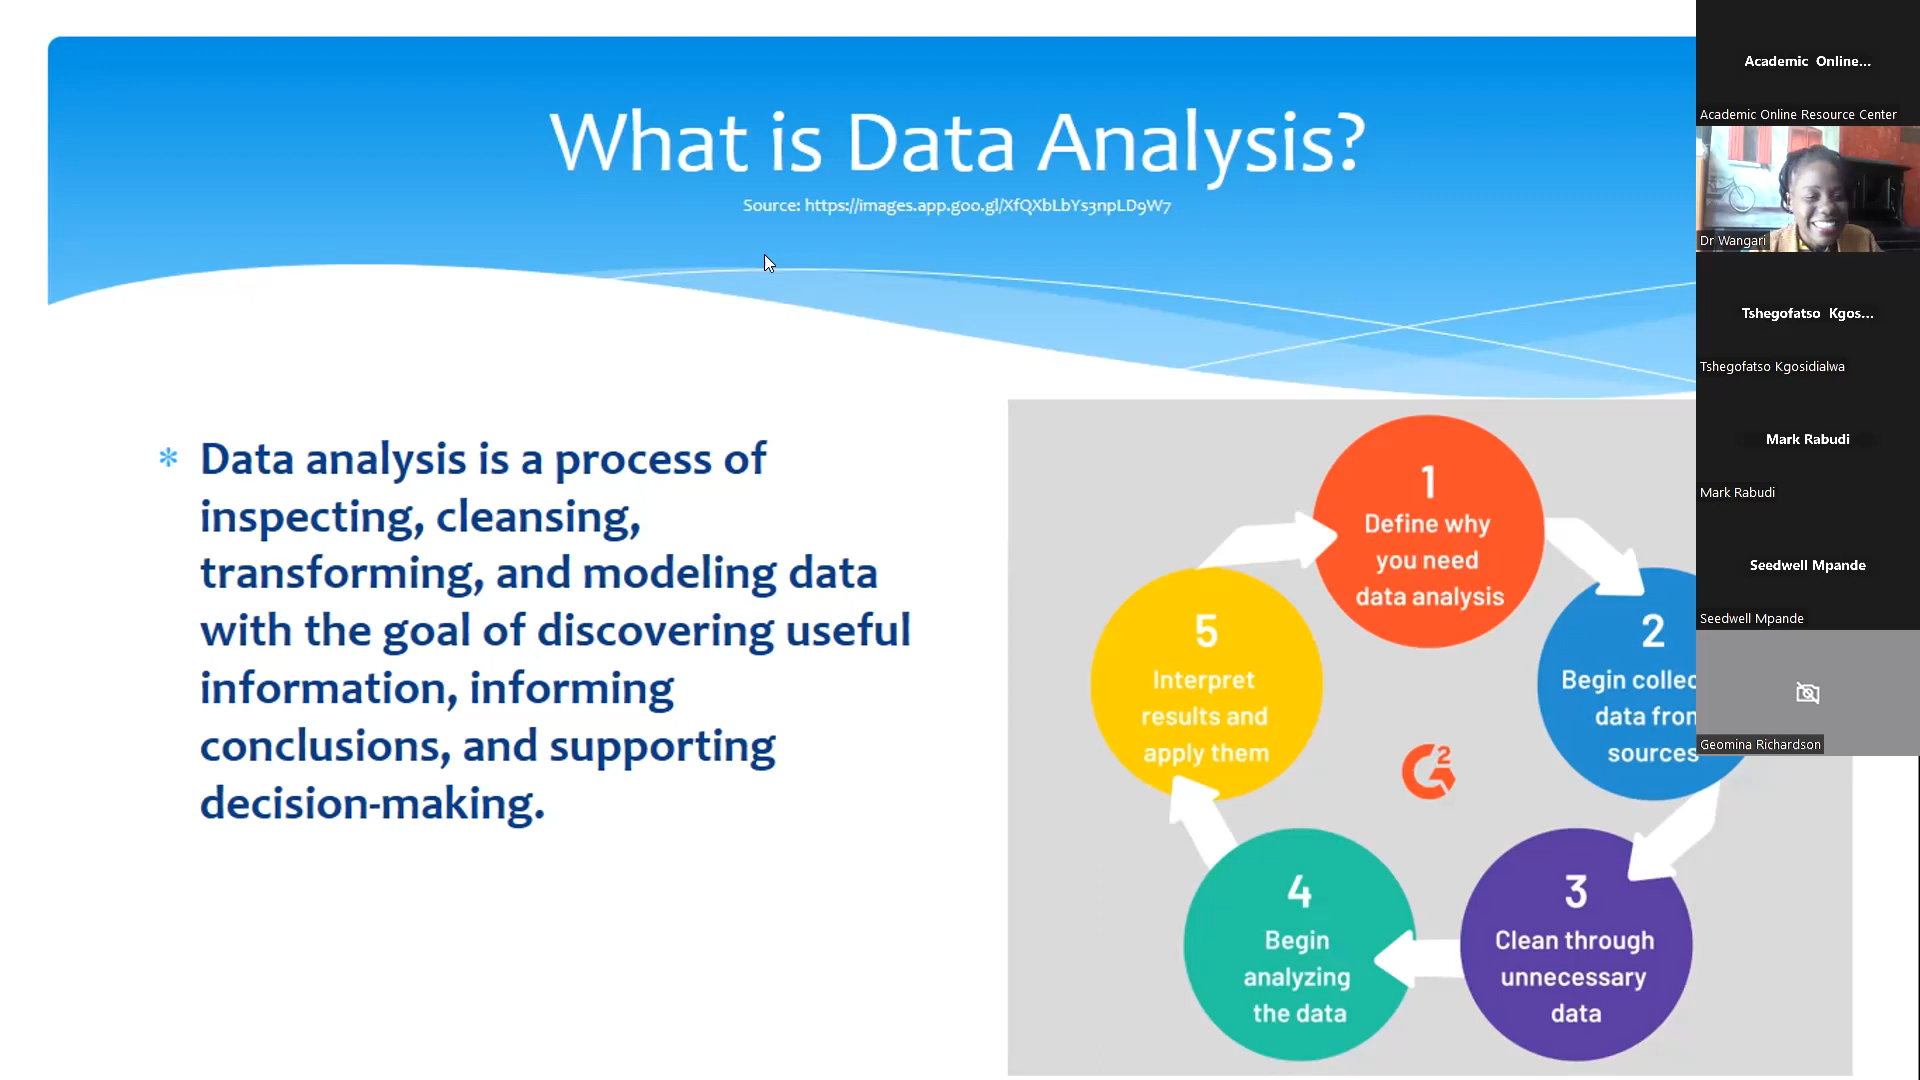 What is Data Analysis?
Source: https://images.app.goo.gl/XfQXbLbYs3npLD9W7
* Data analysis is a process of
inspecting, cleansing,
transforming, and modeling data
with the goal of discovering useful
information, informing
conclusions, and supporting
decision-making.
1
Define why
you need
data analysis
2
Begin collec
data from
sources
3
Clean through
unnecessary
data
4
Begin
analyzing
the data
5
Interpret
results and
apply them
G2
Academic Online...
Academic Online Resource Center
Dr Wangari
Tshegofatso Kgos...
Tshegofatso Kgosidialwa
Mark Rabudi
Mark Rabudi
Seedwell Mpande
Seedwell Mpande
Geomina Richardson